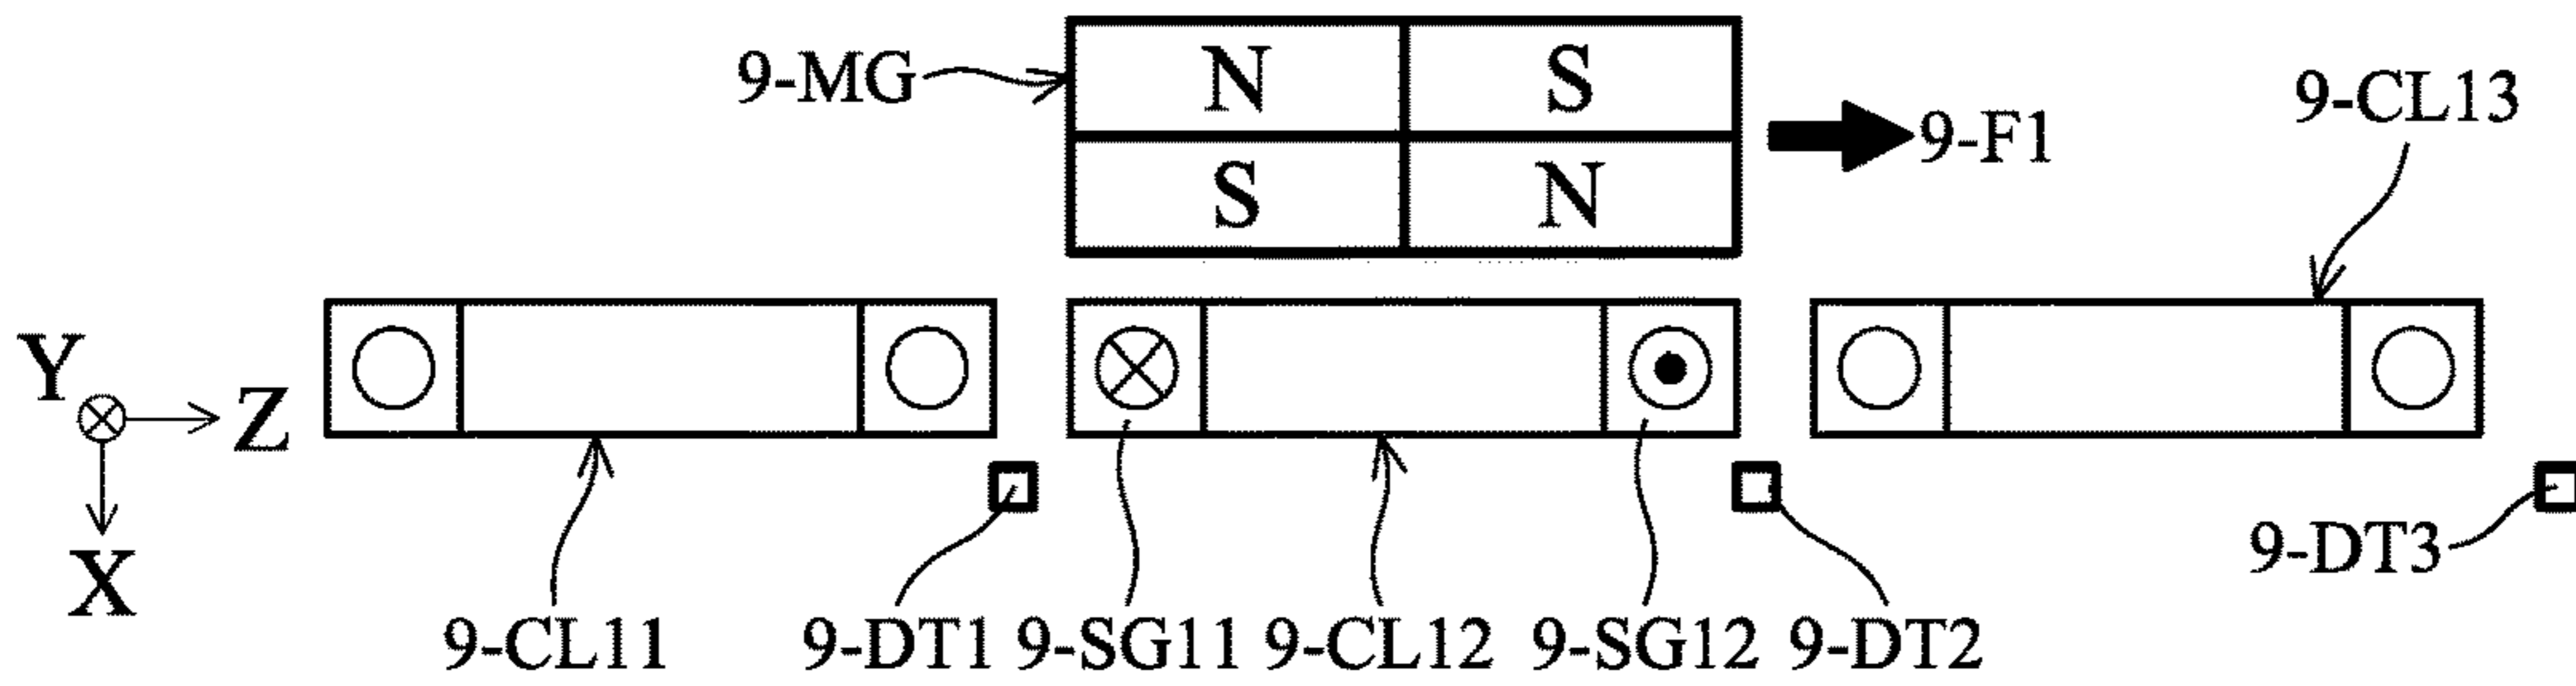 9-MG
N
S
9-F1
9-CL13
S
N
Y
Z
X
9-DT3
9-CL11
9-DT1
9-SG11
9-CL12
9-SG12
9-DT2